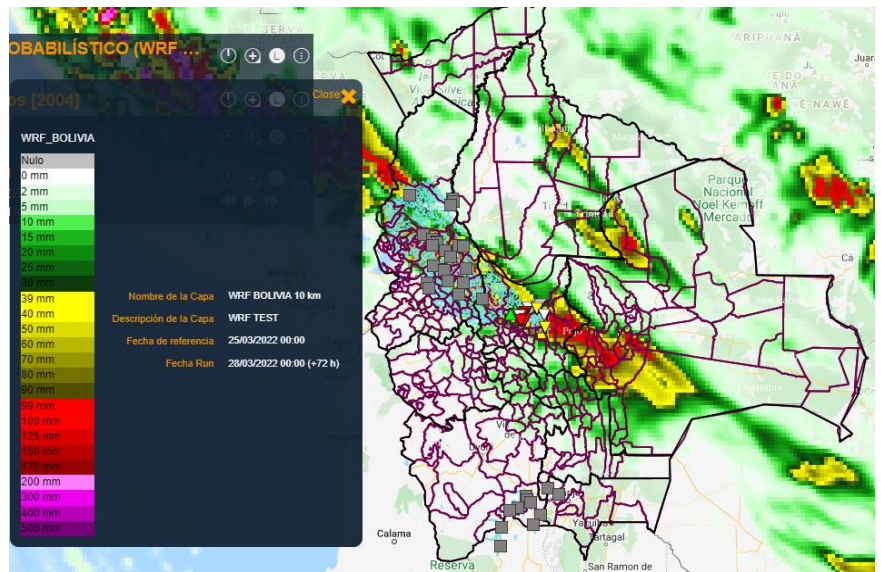 OBABILÍSTICO (WRF ...
os [2004]
Close
WRF_BOLIVIA
Nulo
0 mm
2 mm
5 mm
10 mm
15 mm
20 mm
25 mm
30 mm
39 mm
40 mm
50 mm
60 mm
70 mm
80 mm
90 mm
99 mm
100 mm
125 mm
150 mm
175 mm
200 mm
300 mm
400 mm
500 mm
Nombre de la Capa WRF BOLIVIA 10 km
Descripción de la Capa WRF TEST
Fecha de referencia 25/03/2022 00:00
Fecha Run 28/03/2022 00:00 (+72 h)
ARIPUANÃ
Juara
Parque
Nacional
Noel Kempff
Mercado
Pojo
Uyuni
Calama
Yacuiba
Tartagal
Reserva
San Ramon de